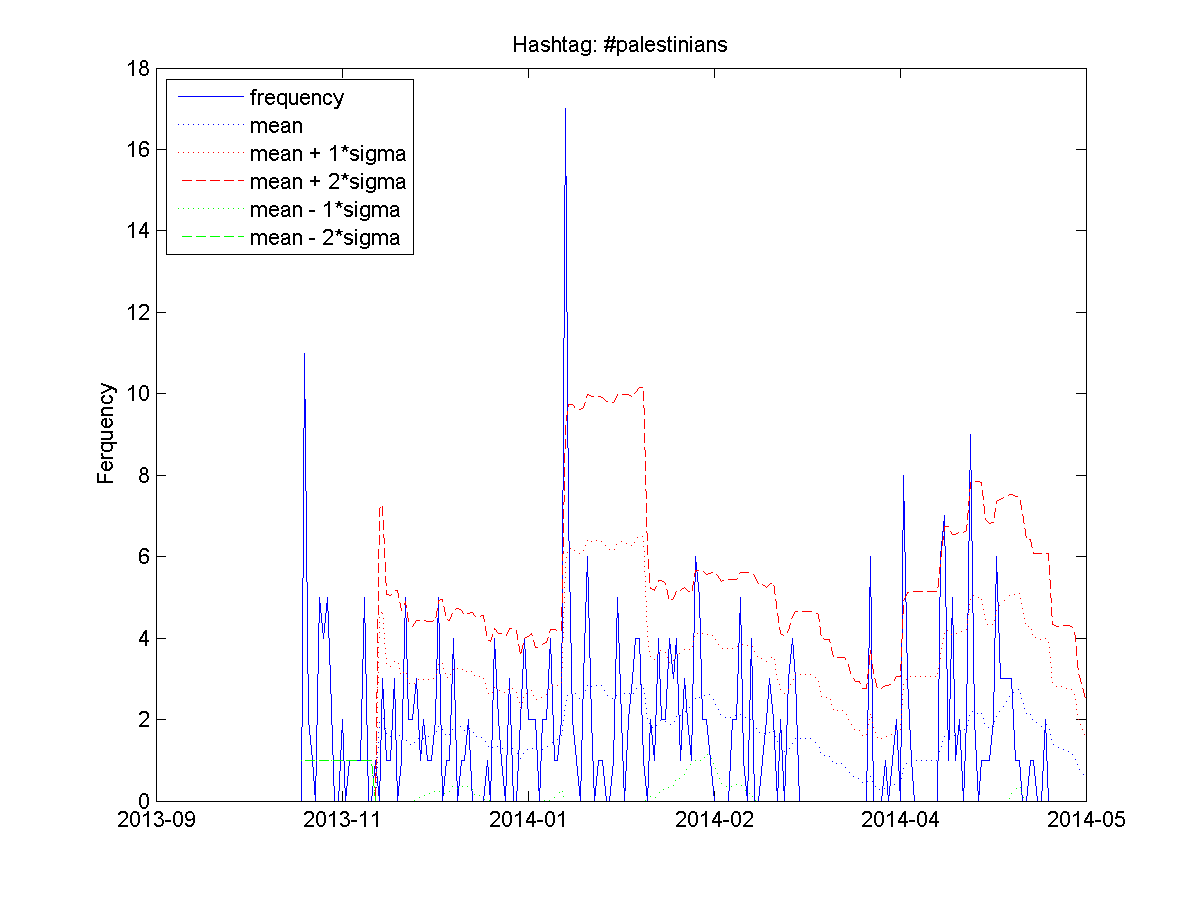 Hashtag: #palestinians
18
16
14
12
10
8
6
4
2
0
Ferquency
frequency
mean
mean + 1*sigma
mean + 2*sigma
mean - 1*sigma
mean - 2*sigma
2013-09
2013-11
2014-01
2014-02
2014-04
2014-05